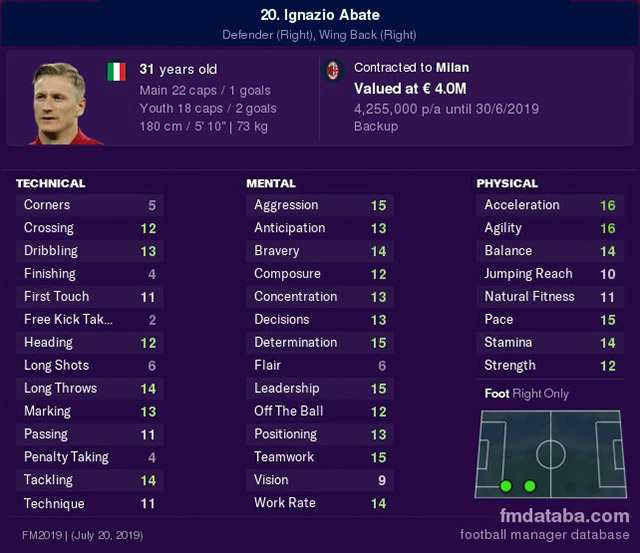 20. Ignazio Abate
Defender (Right), Wing Back (Right)
31 years old
Main 22 caps / 1 goals
Youth 18 caps / 2 goals
180 cm / 5' 10" | 73 kg
Contracted to Milan
Valued at € 4.0M
4,255,000 p/a until 30/6/2019
Backup
TECHNICAL
Corners 5
Crossing 12
Dribbling 13
Finishing 4
First Touch 11
Free Kick Tak... 2
Heading 12
Long Shots 6
Long Throws 14
Marking 13
Passing 11
Penalty Taking 4
Tackling 14
Technique 11
MENTAL
Aggression 15
Anticipation 13
Bravery 14
Composure 12
Concentration 13
Decisions 13
Determination 15
Flair 6
Leadership 15
Off The Ball 12
Positioning 13
Teamwork 15
Vision 9
Work Rate 14
PHYSICAL
Acceleration 16
Agility 16
Balance 14
Jumping Reach 10
Natural Fitness 11
Pace 15
Stamina 14
Strength 12
Foot Right Only
FM2019 | (July 20, 2019)
fmdataba.com
football manager database